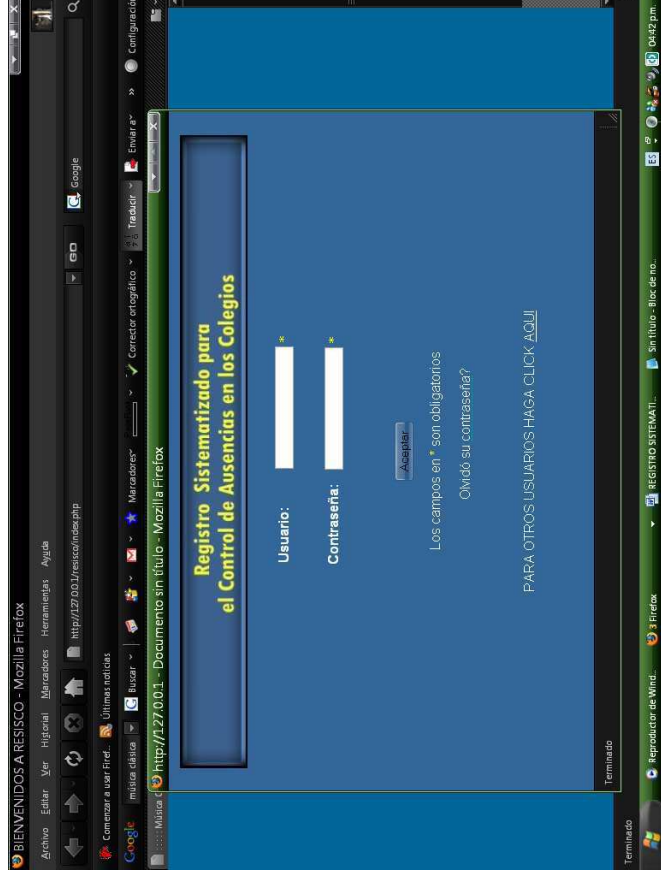 BIENVENIDOS A RESISCO - Mozilla Firefox
Archivo Editar Ver Historial Marcadores Herramientas Ayuda
http://127.0.0.1/resisco/index.php
GO
Google
Comenzar a usar Firef... Últimas noticias
Google
música clásica
Buscar
Marcadores
Corrector ortográfico
Traducir
Enviar a
Configuración
http://127.0.0.1 - Documento sin título - Mozilla Firefox
Registro Sistematizado para
el Control de Ausencias en los Colegios
Usuario: *
Contraseña: *
Aceptar
Los campos en * son obligatorios
Olvidó su contraseña?
PARA OTROS USUARIOS HAGA CLICK AQUI
Terminado
Terminado
Reproductor de Wind...
3 Firefox
REGISTRO SISTEMATI...
Sin título - Bloc de no...
ES
04:42 p.m.